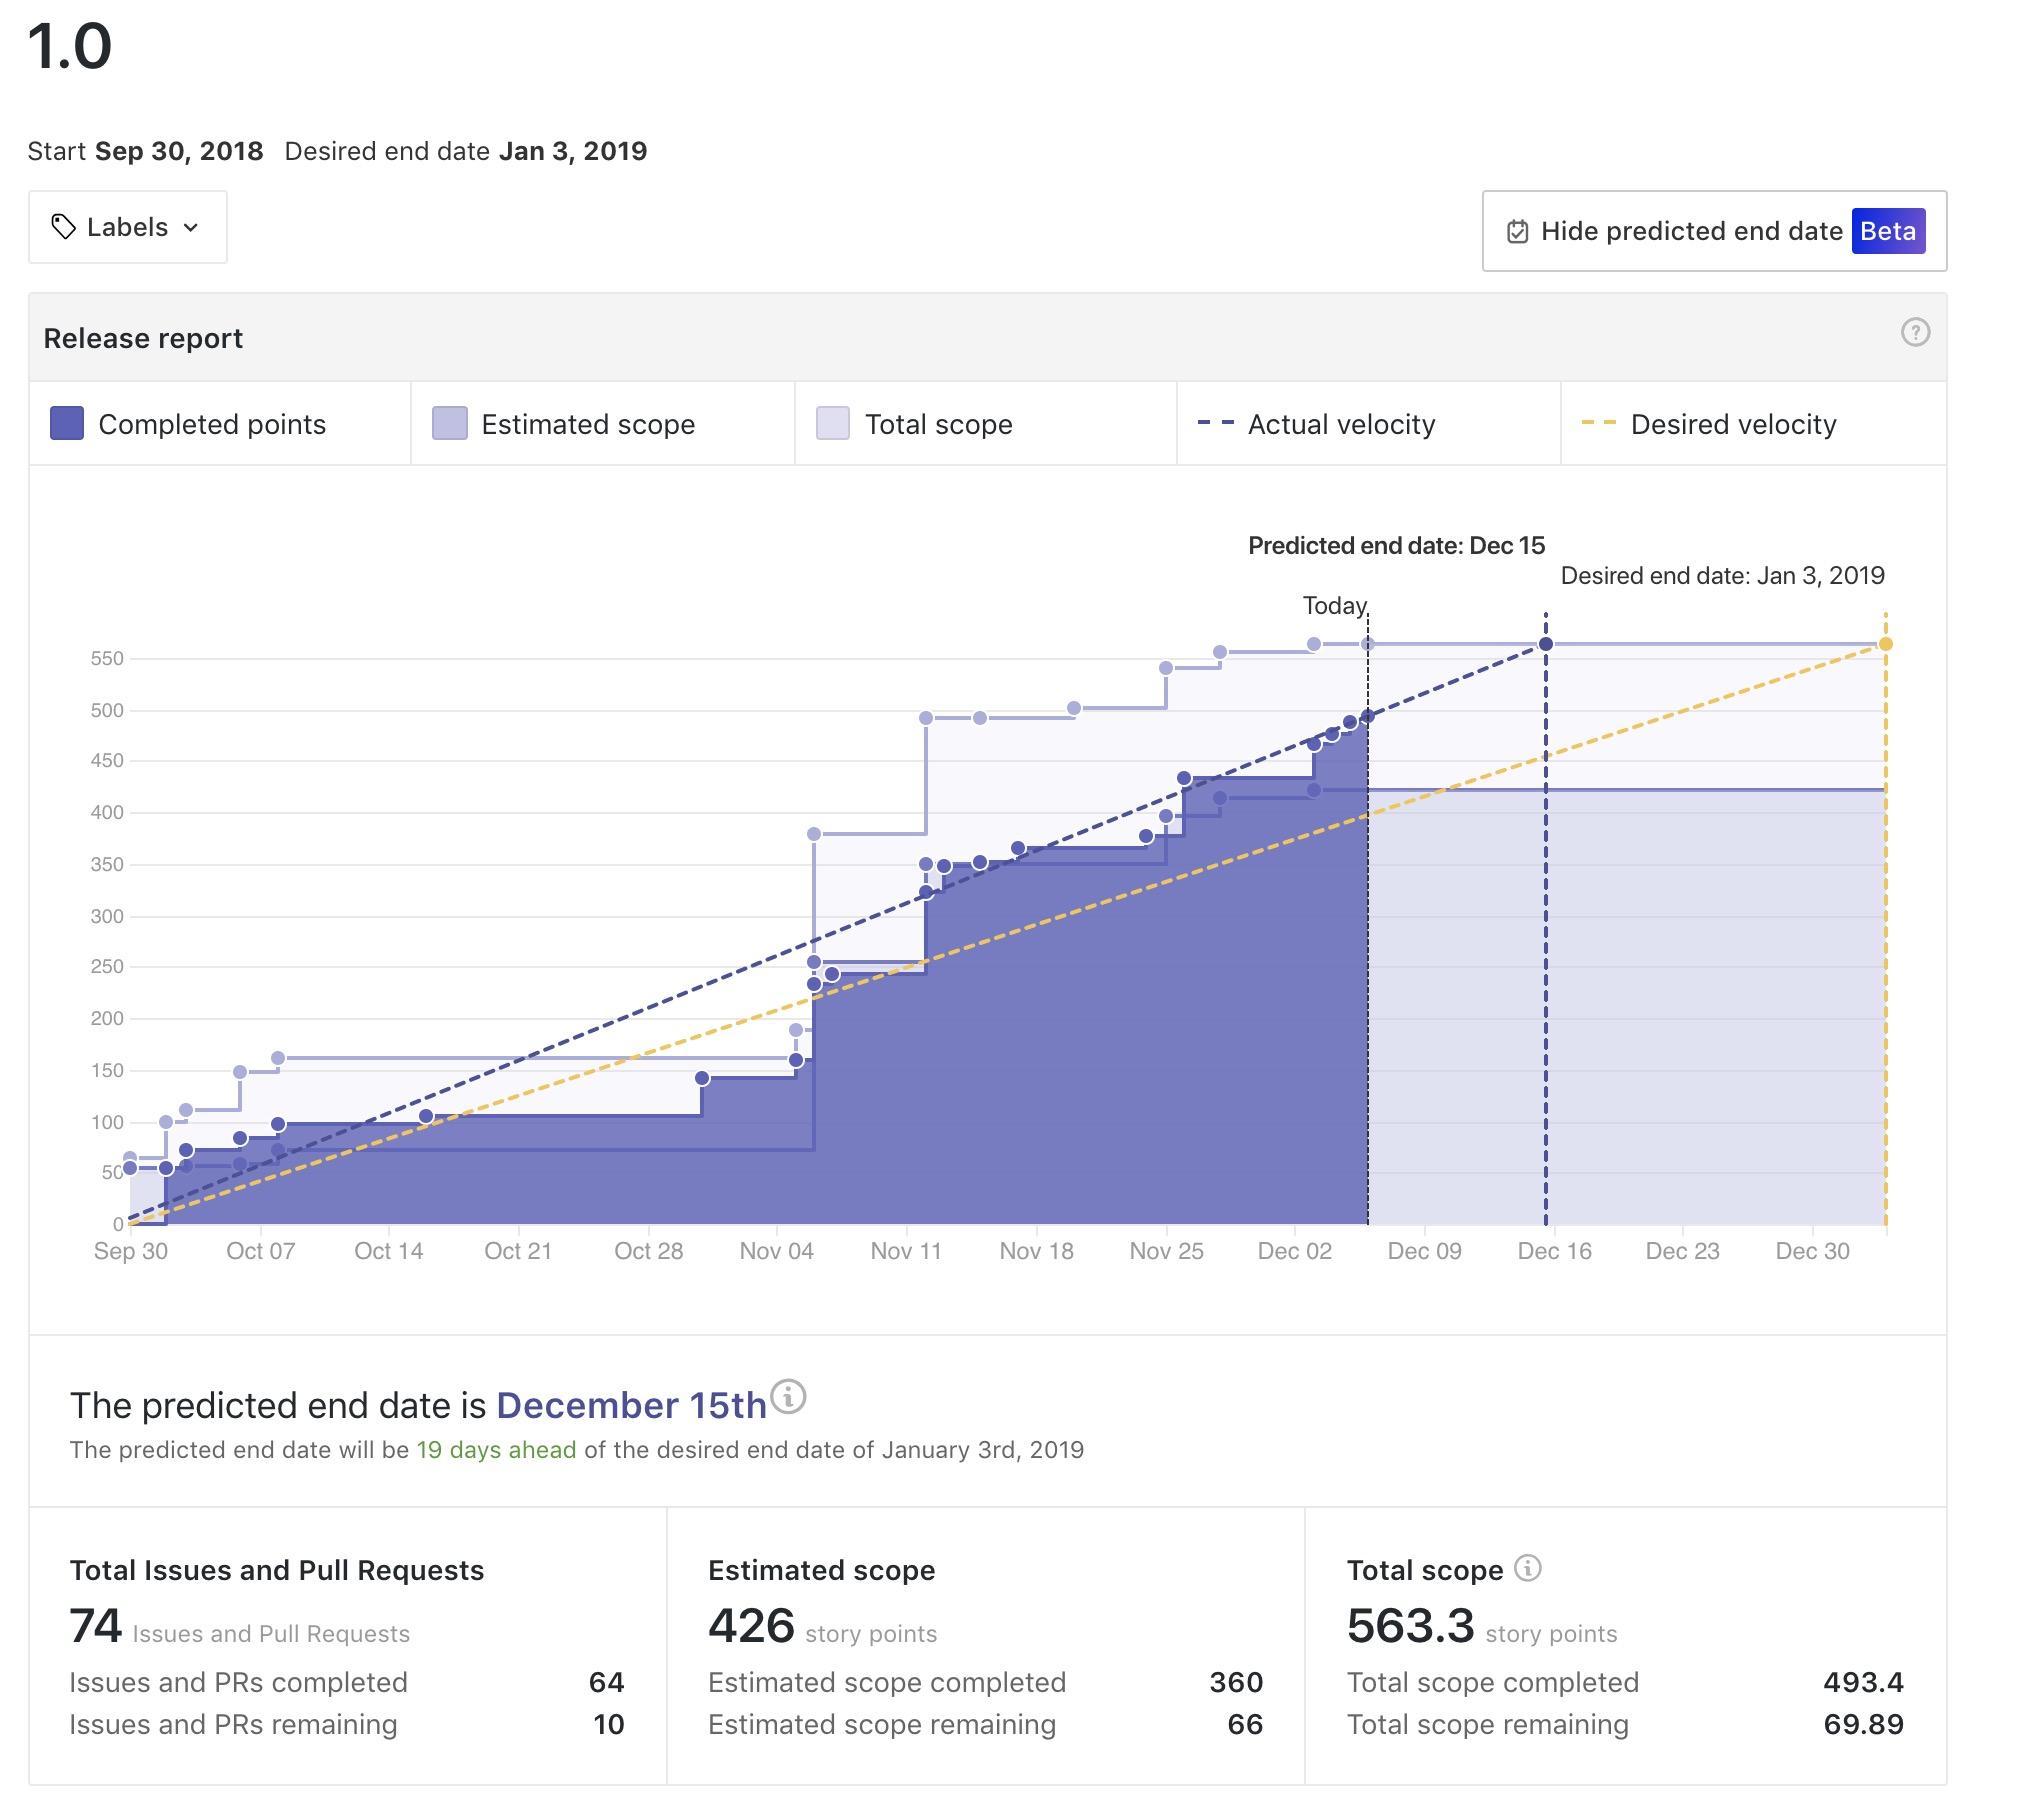 1.0
Start Sep 30, 2018 Desired end date Jan 3, 2019
Labels
Hide predicted end date Beta
Release report
?
Completed points
Estimated scope
Total scope
Actual velocity
Desired velocity
Predicted end date: Dec 15
Desired end date: Jan 3, 2019
Today
550
500
450
400
350
300
250
200
150
100
50
0
Sep 30 Oct 07 Oct 14 Oct 21 Oct 28 Nov 04 Nov 11 Nov 18 Nov 25 Dec 02 Dec 09 Dec 16 Dec 23 Dec 30
The predicted end date is December 15th i
The predicted end date will be 19 days ahead of the desired end date of January 3rd, 2019
Total Issues and Pull Requests
74 Issues and Pull Requests
Issues and PRs completed 64
Issues and PRs remaining 10
Estimated scope
426 story points
Estimated scope completed 360
Estimated scope remaining 66
Total scope i
563.3 story points
Total scope completed 493.4
Total scope remaining 69.89